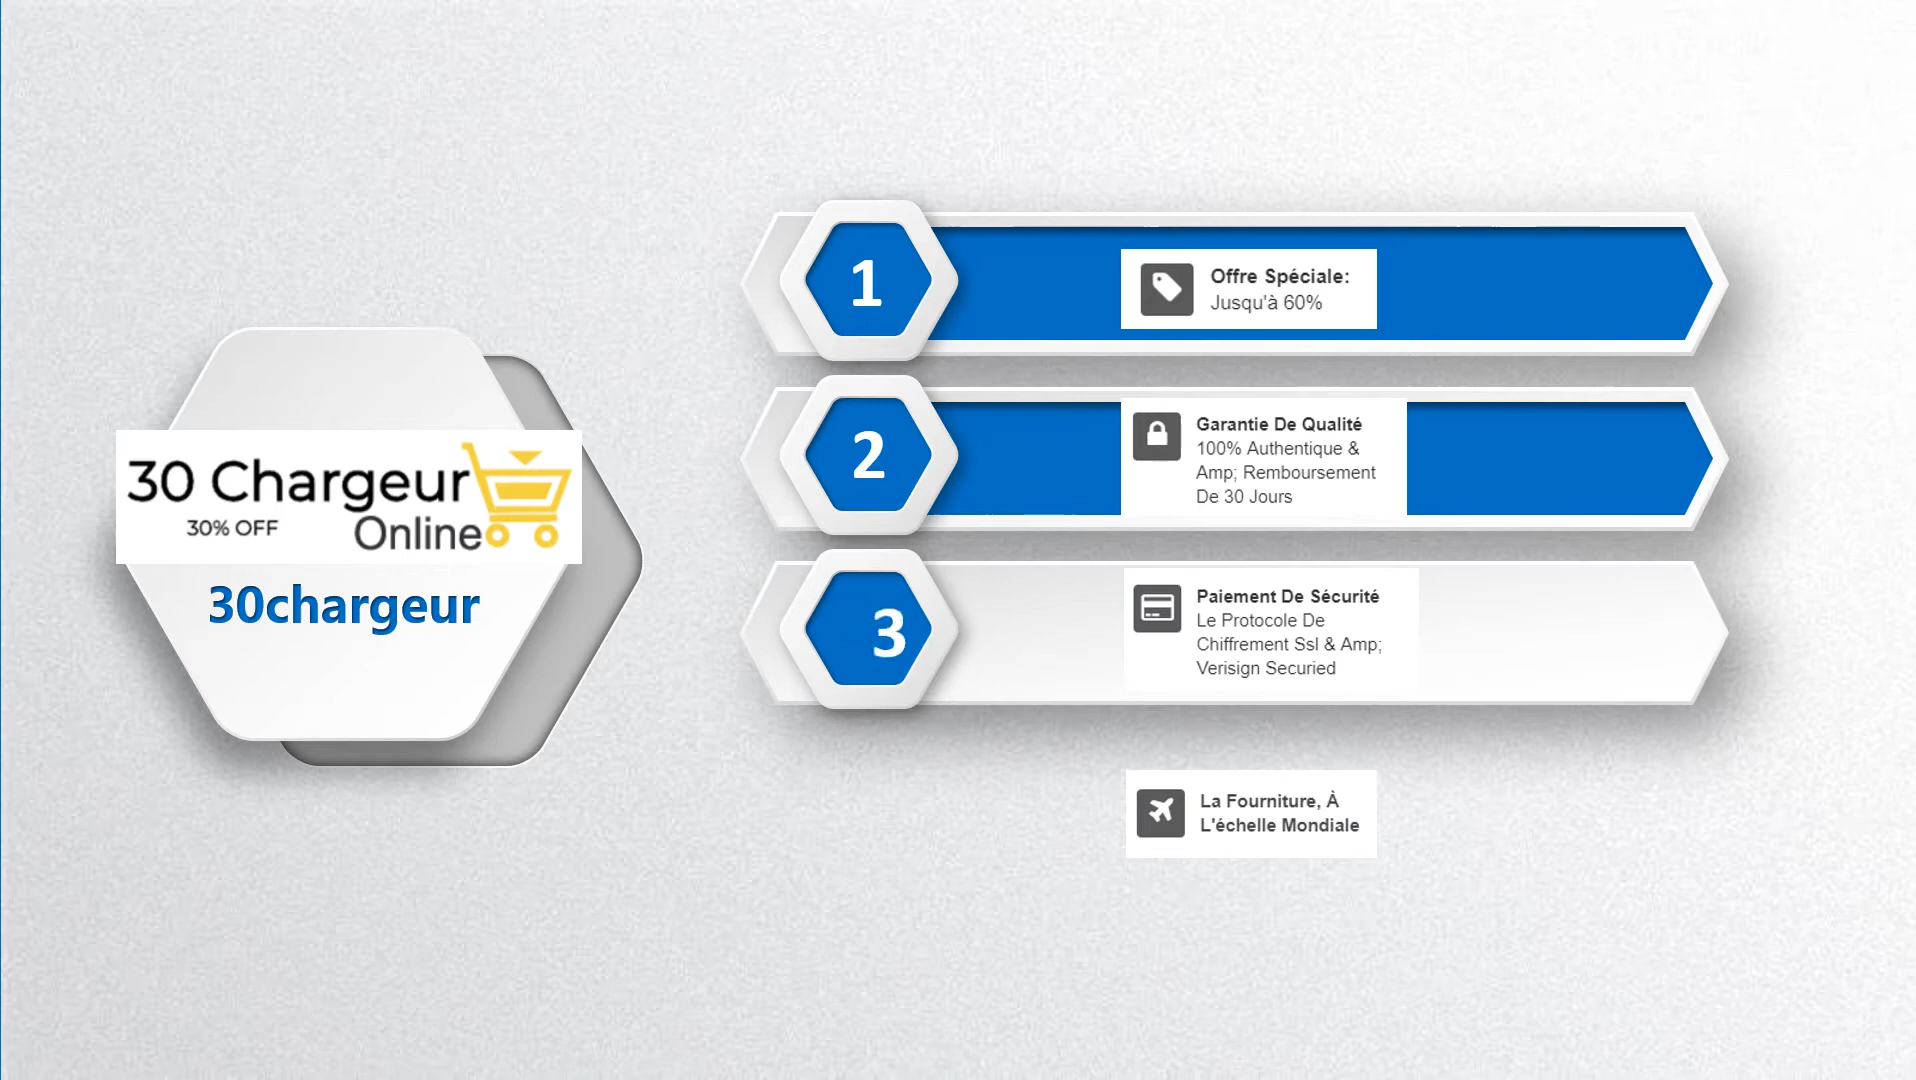 30 Chargeur
30% OFF
Online
30chargeur
1
Offre Spéciale:
Jusqu'à 60%
2
Garantie De Qualité
100% Authentique &
Amp; Remboursement
De 30 Jours
3
Paiement De Sécurité
Le Protocole De
Chiffrement Ssl & Amp;
Verisign Securied
La Fourniture, À
L'échelle Mondiale